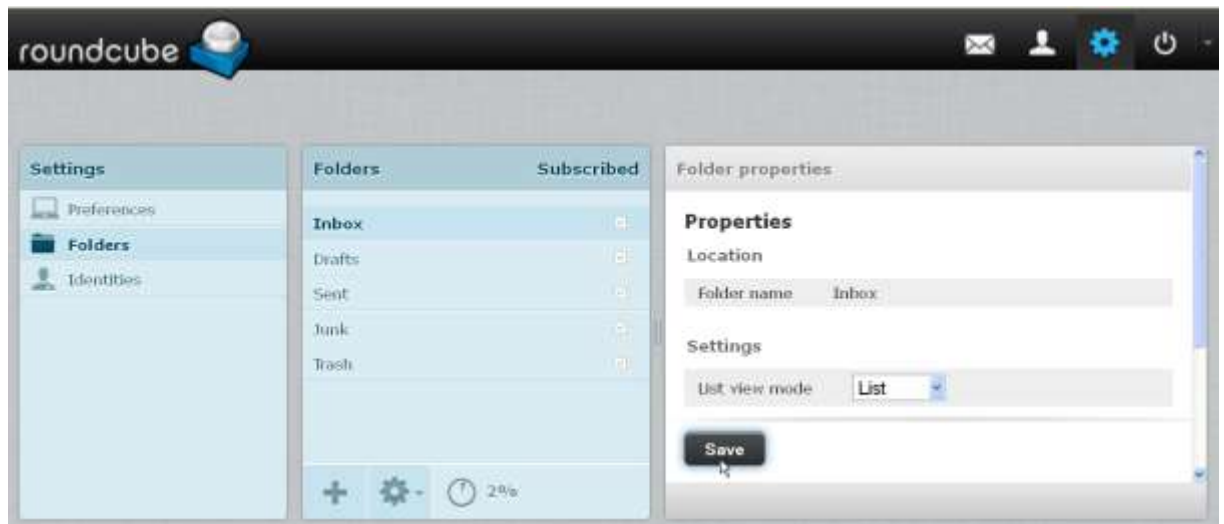 roundcube
Settings
Preferences
Folders
Identities
Folders Subscribed
Inbox
Drafts
Sent
Junk
Trash
2%
Folder properties
Properties
Location
Folder name Inbox
Settings
List view mode List
Save